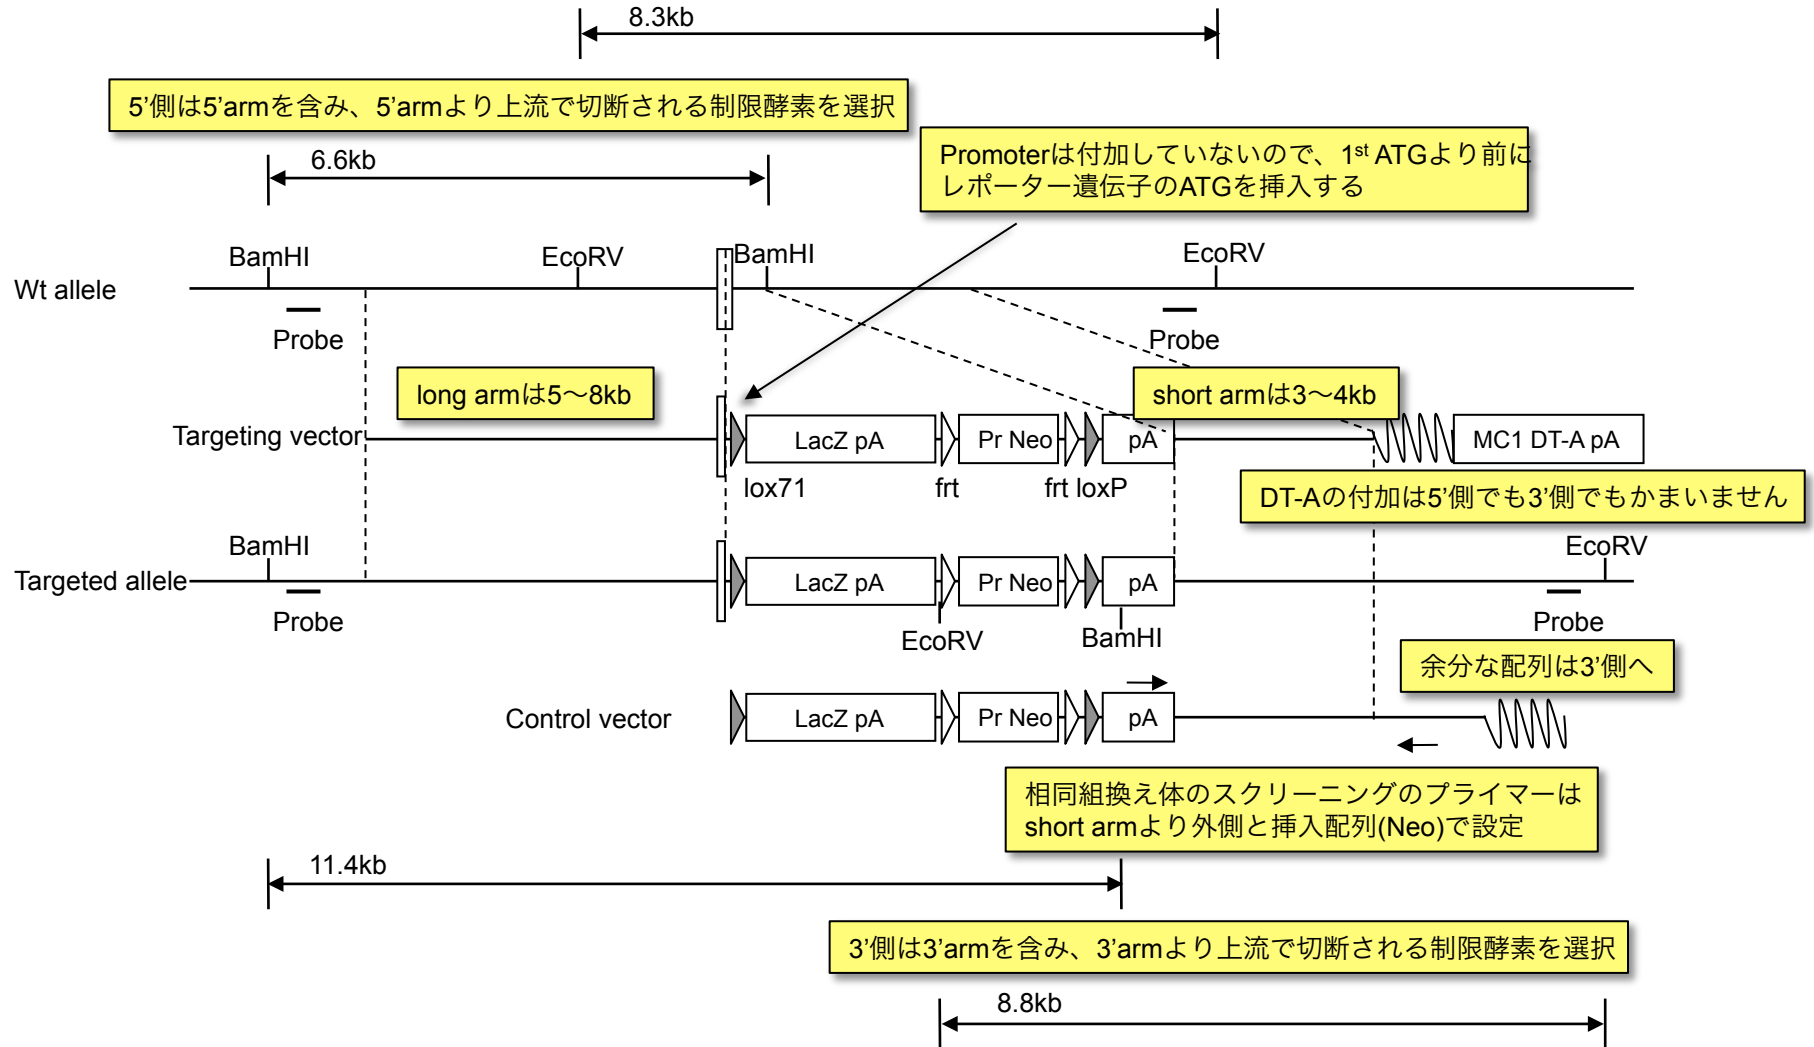 8.3kb
5’側は5’armを含み、5’armより上流で切断される制限酵素を選択
6.6kb
Promoterは付加していないので、1st ATGより前に
レポーター遺伝子のATGを挿入する
BamHI
EcoRV
BamHI
EcoRV
Wt allele
Probe
Probe
long armは5〜8kb
short armは3〜4kb
Targeting vector
LacZ pA
Pr Neo
pA
MC1 DT-A pA
lox71
frt
frt
loxP
DT-Aの付加は5’側でも3’側でもかまいません
BamHI
EcoRV
Targeted allele
LacZ pA
Pr Neo
pA
Probe
EcoRV
BamHI
Probe
余分な配列は3’側へ
Control vector
LacZ pA
Pr Neo
pA
相同組換え体のスクリーニングのプライマーは
short armより外側と挿入配列(Neo)で設定
11.4kb
3’側は3’armを含み、3’armより上流で切断される制限酵素を選択
8.8kb